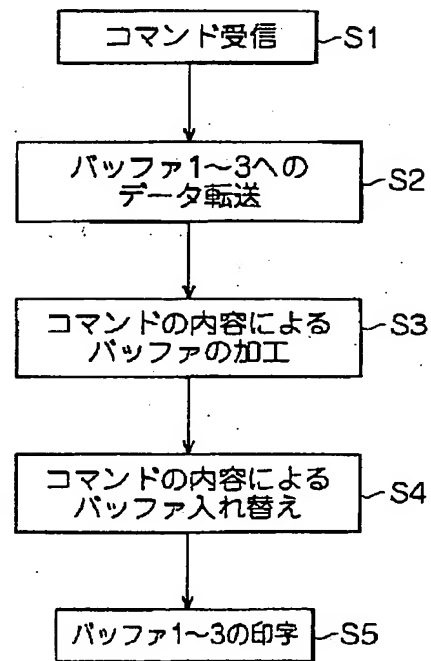 コマンド受信
S1
バッファ1〜3への
データ転送
S2
コマンドの内容による
バッファの加工
S3
コマンドの内容による
バッファ入れ替え
S4
バッファ1〜3の印字
S5